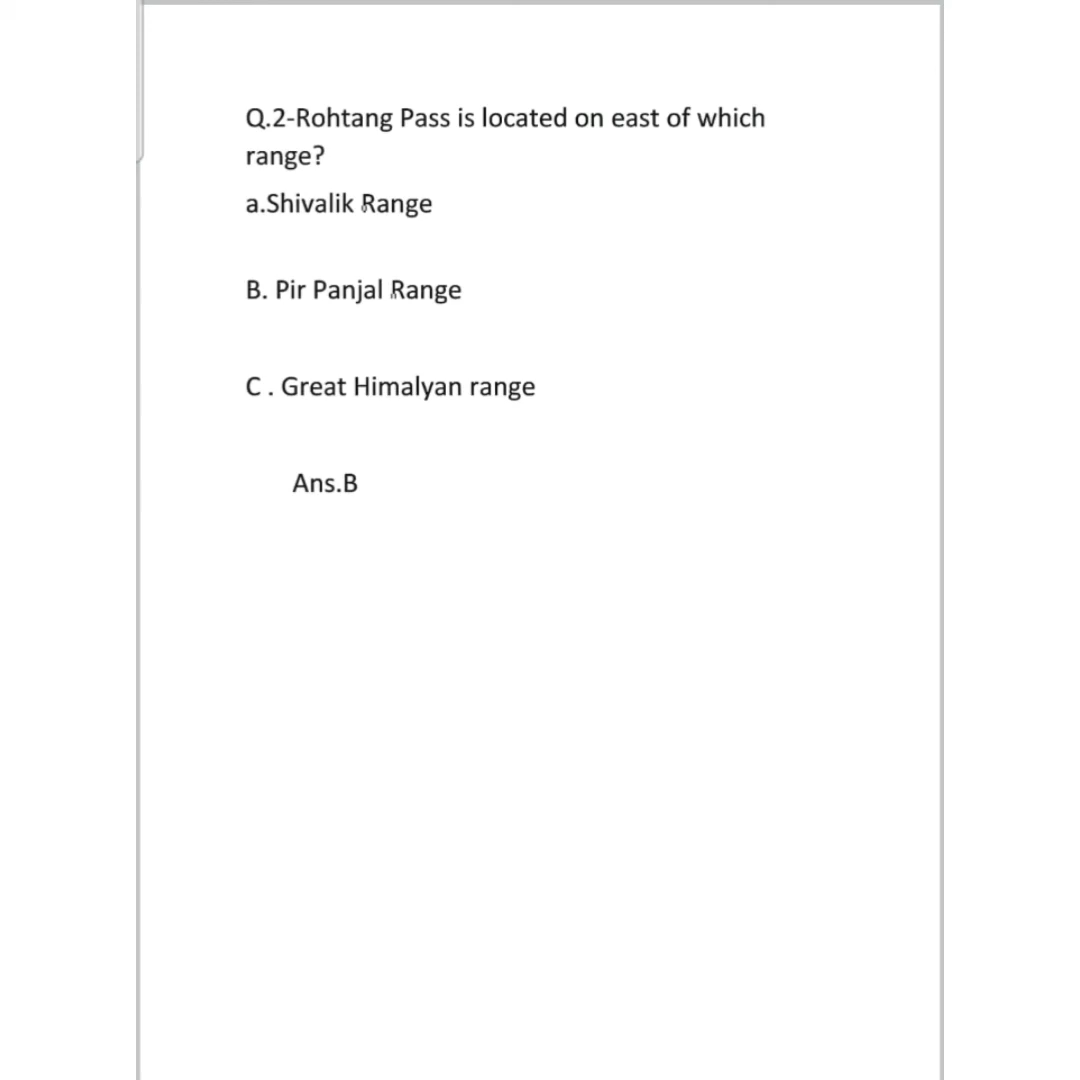 Q.2-Rohtang Pass is located on east of which
range?
a.Shivalik Range
B. Pir Panjal Range
C . Great Himalyan range
Ans.B